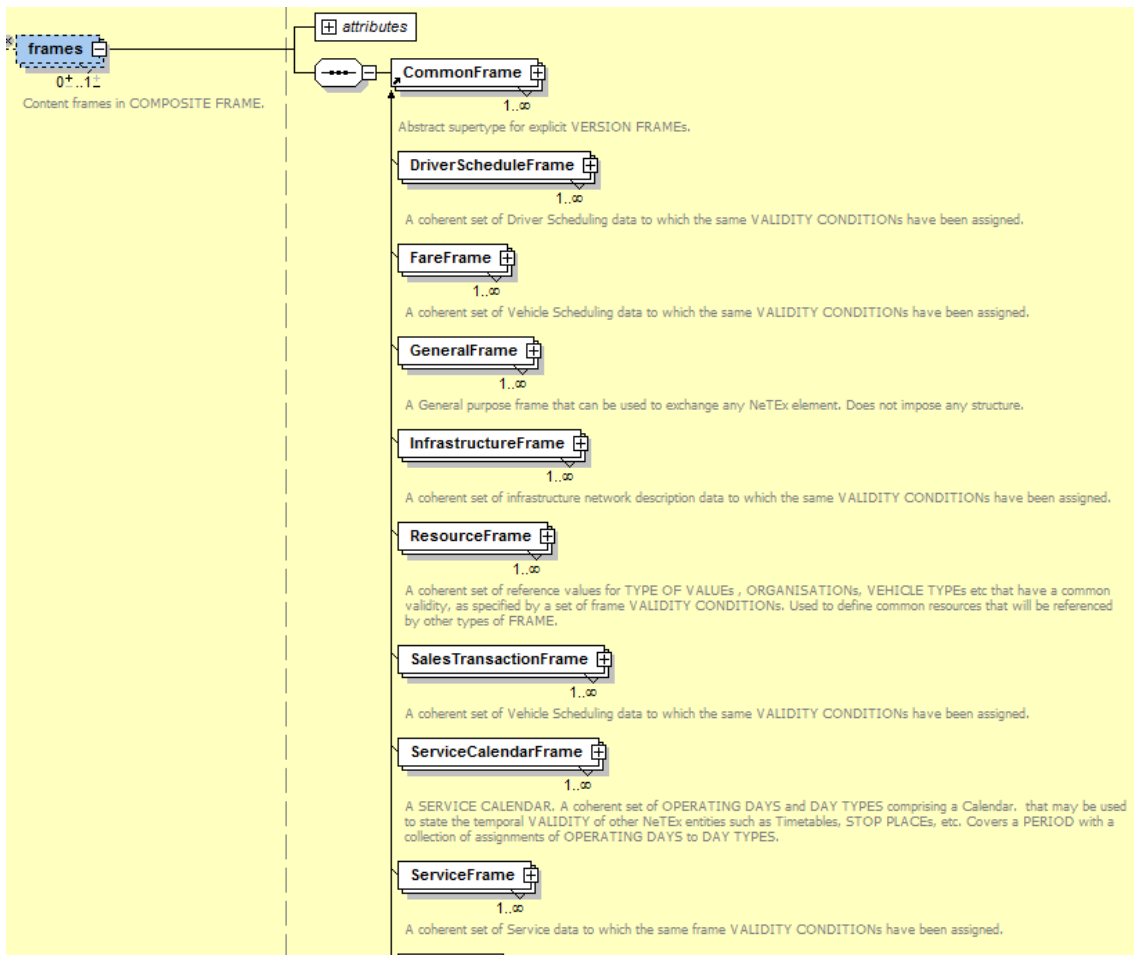 attributes
frames
0±..1±
Content frames in COMPOSITE FRAME.
CommonFrame
1..∞
Abstract supertype for explicit VERSION FRAMEs.
DriverScheduleFrame
1..∞
A coherent set of Driver Scheduling data to which the same VALIDITY CONDITIONs have been assigned.
FareFrame
1..∞
A coherent set of Vehicle Scheduling data to which the same VALIDITY CONDITIONs have been assigned.
GeneralFrame
1..∞
A General purpose frame that can be used to exchange any NeTEx element. Does not impose any structure.
InfrastructureFrame
1..∞
A coherent set of infrastructure network description data to which the same VALIDITY CONDITIONs have been assigned.
ResourceFrame
1..∞
A coherent set of reference values for TYPE OF VALUEs , ORGANISATIONs, VEHICLE TYPEs etc that have a common
validity, as specified by a set of frame VALIDITY CONDITIONs. Used to define common resources that will be referenced
by other types of FRAME.
SalesTransactionFrame
1..∞
A coherent set of Vehicle Scheduling data to which the same VALIDITY CONDITIONs have been assigned.
ServiceCalendarFrame
1..∞
A SERVICE CALENDAR. A coherent set of OPERATING DAYS and DAY TYPES comprising a Calendar.  that may be used
to state the temporal VALIDITY of other NeTEx entities such as Timetables, STOP PLACEs, etc. Covers a PERIOD with a
collection of assignments of OPERATING DAYS to DAY TYPES.
ServiceFrame
1..∞
A coherent set of Service data to which the same frame VALIDITY CONDITIONs have been assigned.